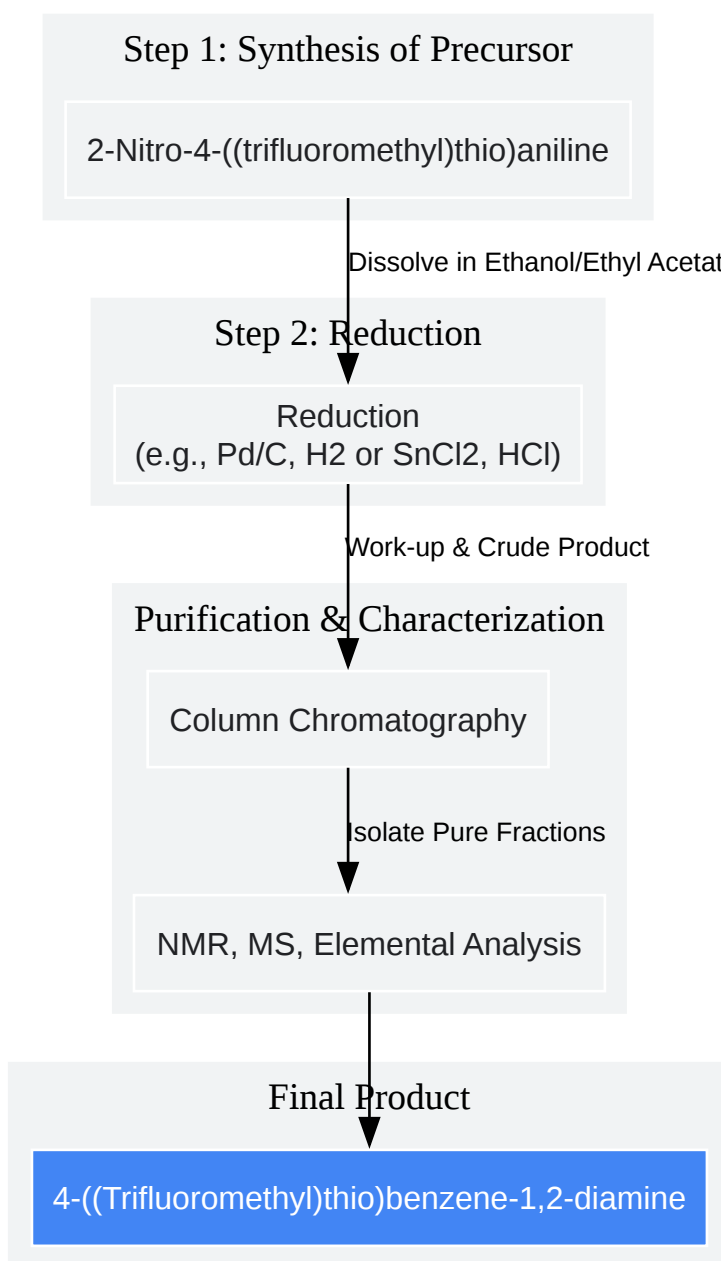 Step 1: Synthesis of Precursor
2-Nitro-4-((trifluoromethyl)thio)aniline
Dissolve in Ethanol/Ethyl Acetat
Step 2: Reduction
Reduction
(e.g., Pd/C, H2 or SnCl2, HCl)
Work-up & Crude Product
Purification & Characterization
Column Chromatography
Isolate Pure Fractions
NMR, MS, Elemental Analysis
Final Product
4-((Trifluoromethyl)thio)benzene-1,2-diamine